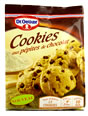 Dr.Oetker
Cookies
aux pépites de chocolat